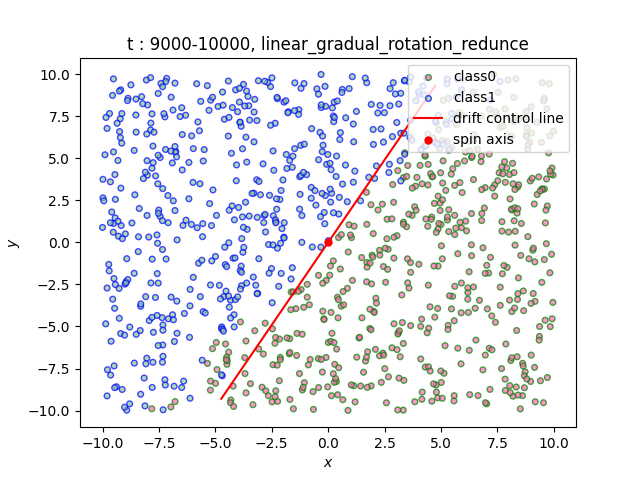 t : 9000-10000, linear_gradual_rotation_redunce
class0
class1
drift control line
spin axis
10.0
7.5
5.0
2.5
0.0
−2.5
−5.0
−7.5
−10.0
y
−10.0 −7.5 −5.0 −2.5 0.0 2.5 5.0 7.5 10.0
x